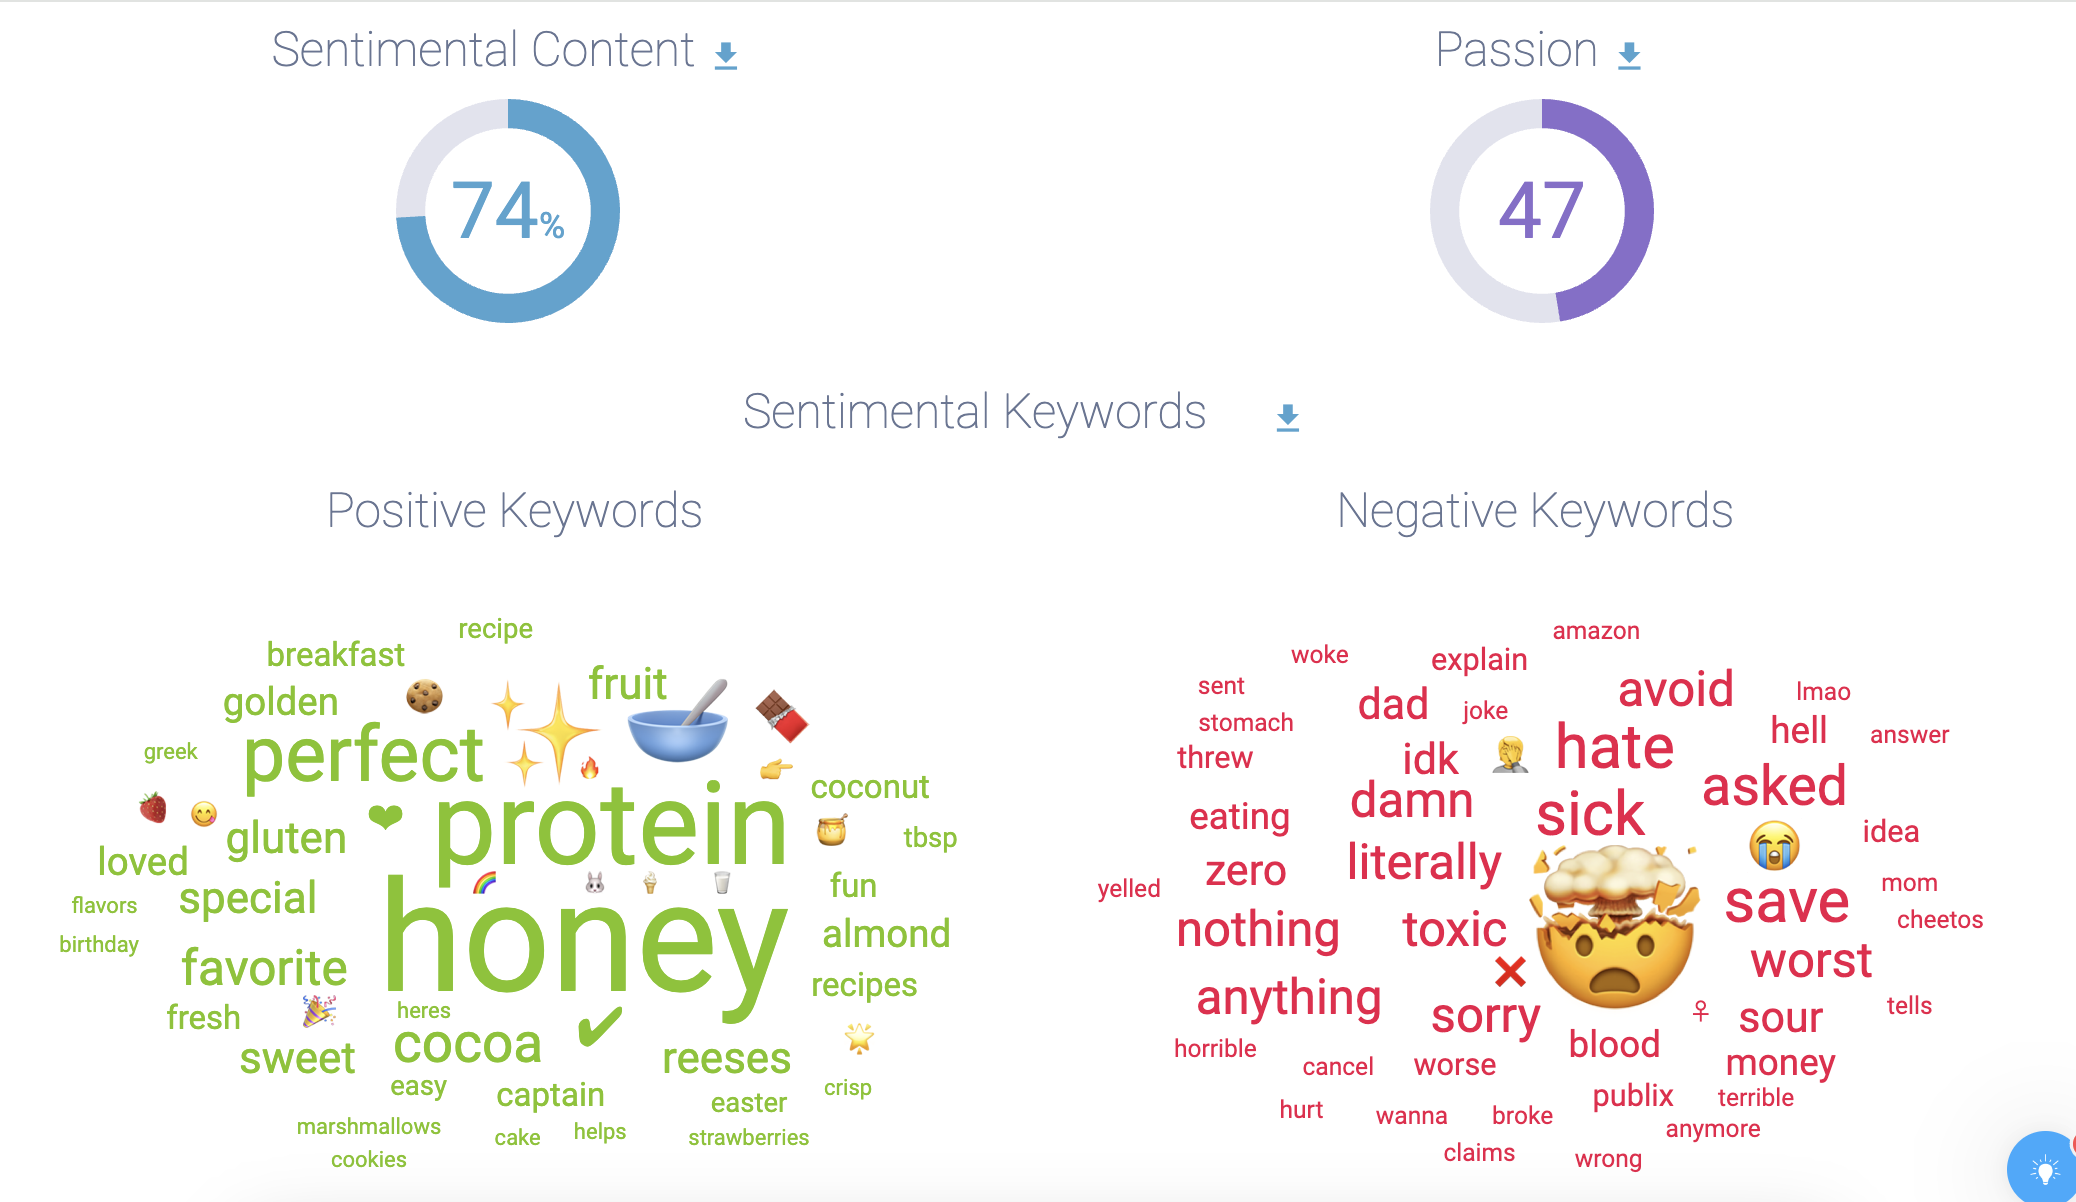 Sentimental Content
Passion
74%
47
Sentimental Keywords
Positive Keywords
Negative Keywords
recipe
breakfast
fruit
golden
perfect
greek
coconut
protein
tbsp
gluten
loved
fun
special
flavors
honey
almond
birthday
favorite
recipes
heres
fresh
cocoa
sweet
reeses
easy
captain
crisp
easter
marshmallows
cake
helps
strawberries
cookies
amazon
woke
explain
sent
avoid
lmao
dad
joke
stomach
hell
answer
threw
idk
hate
asked
damn
sick
eating
idea
literally
zero
yelled
mom
save
cheetos
nothing
toxic
worst
anything
tells
sorry
sour
horrible
blood
cancel
worse
money
publix
terrible
hurt
wanna
broke
anymore
claims
wrong